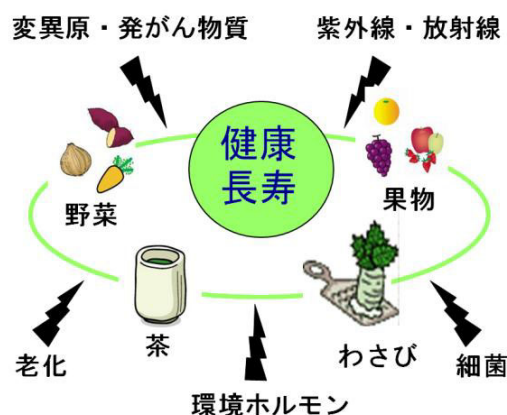 変異原・発がん物質
紫外線・放射線
健康
長寿
野菜
果物
茶
わさび
老化
細菌
環境ホルモン